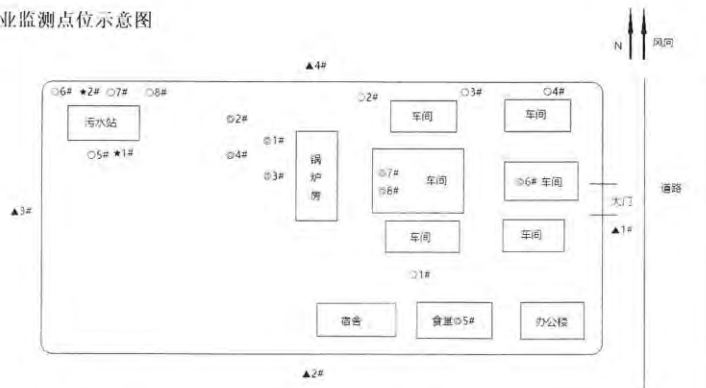 业监测点位示意图
N 风向
▲4#
○6# ★2# ○7# ○8#
○2# ○3# ○4#
污水站
◎2#
车间 车间
◎1#
○5# ★1# ◎4#
锅炉房
◎7# 车间
◎8#
◎6# 车间
◎3#
道路
大门
▲3#
车间 车间
▲1#
○1#
宿舍 食堂◎5# 办公楼
▲2#